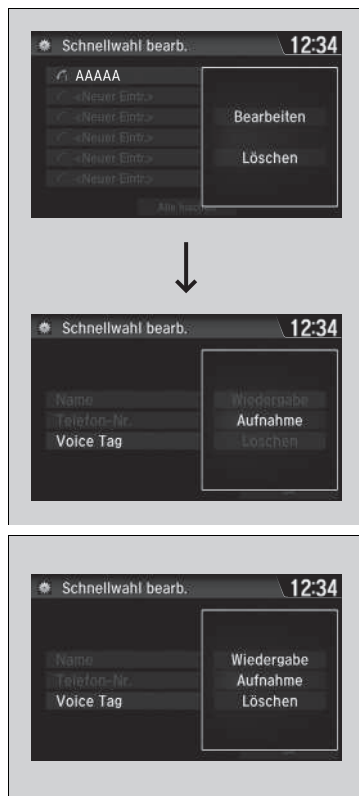 Schnellwahl bearb. 12:34
AAAAA
<Neuer Eintr.>
<Neuer Eintr.> Bearbeiten
<Neuer Eintr.>
<Neuer Eintr.> Löschen
<Neuer Eintr.>
Alle
Schnellwahl bearb. 12:34
Name Wiedergabe
Telefon-Nr. Aufnahme
Voice Tag Löschen
Schnellwahl bearb. 12:34
Name Wiedergabe
Telefon-Nr. Aufnahme
Voice Tag Löschen